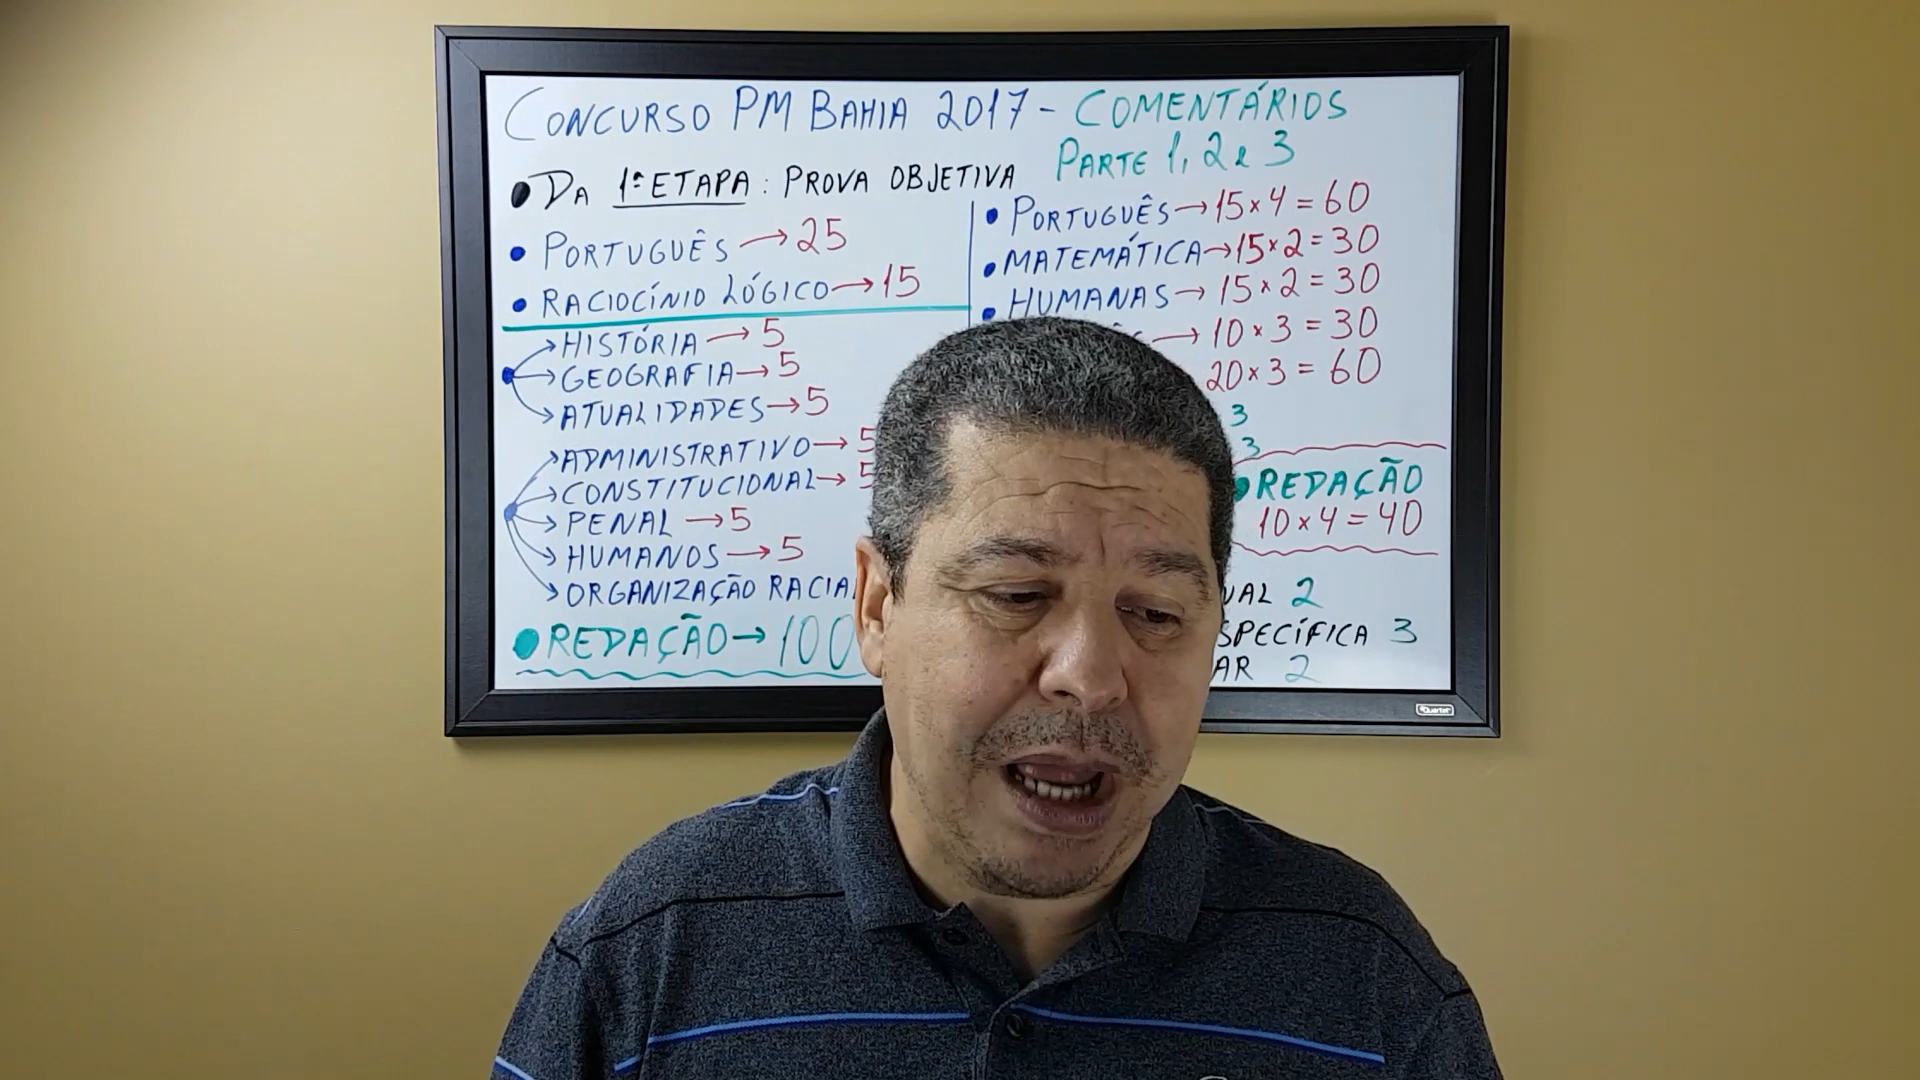 CONCURSO PM BAHIA 2017 - COMENTÁRIOS
PARTE 1, 2 e 3
DA 1ª ETAPA: PROVA OBJETIVA
PORTUGUÊS → 25
RACIOCÍNIO LÓGICO → 15
HISTÓRIA → 5
GEOGRAFIA → 5
ATUALIDADES → 5
ADMINISTRATIVO → 5
CONSTITUCIONAL → 5
PENAL → 5
HUMANOS → 5
ORGANIZAÇÃO RACIAL
REDAÇÃO → 100
PORTUGUÊS → 15 x 4 = 60
MATEMÁTICA → 15 x 2 = 30
HUMANAS → 15 x 2 = 30
→ 10 x 3 = 30
20 x 3 = 60
3
3
REDAÇÃO
10 x 4 = 40
UAL 2
SPECÍFICA 3
AR 2
Quartet